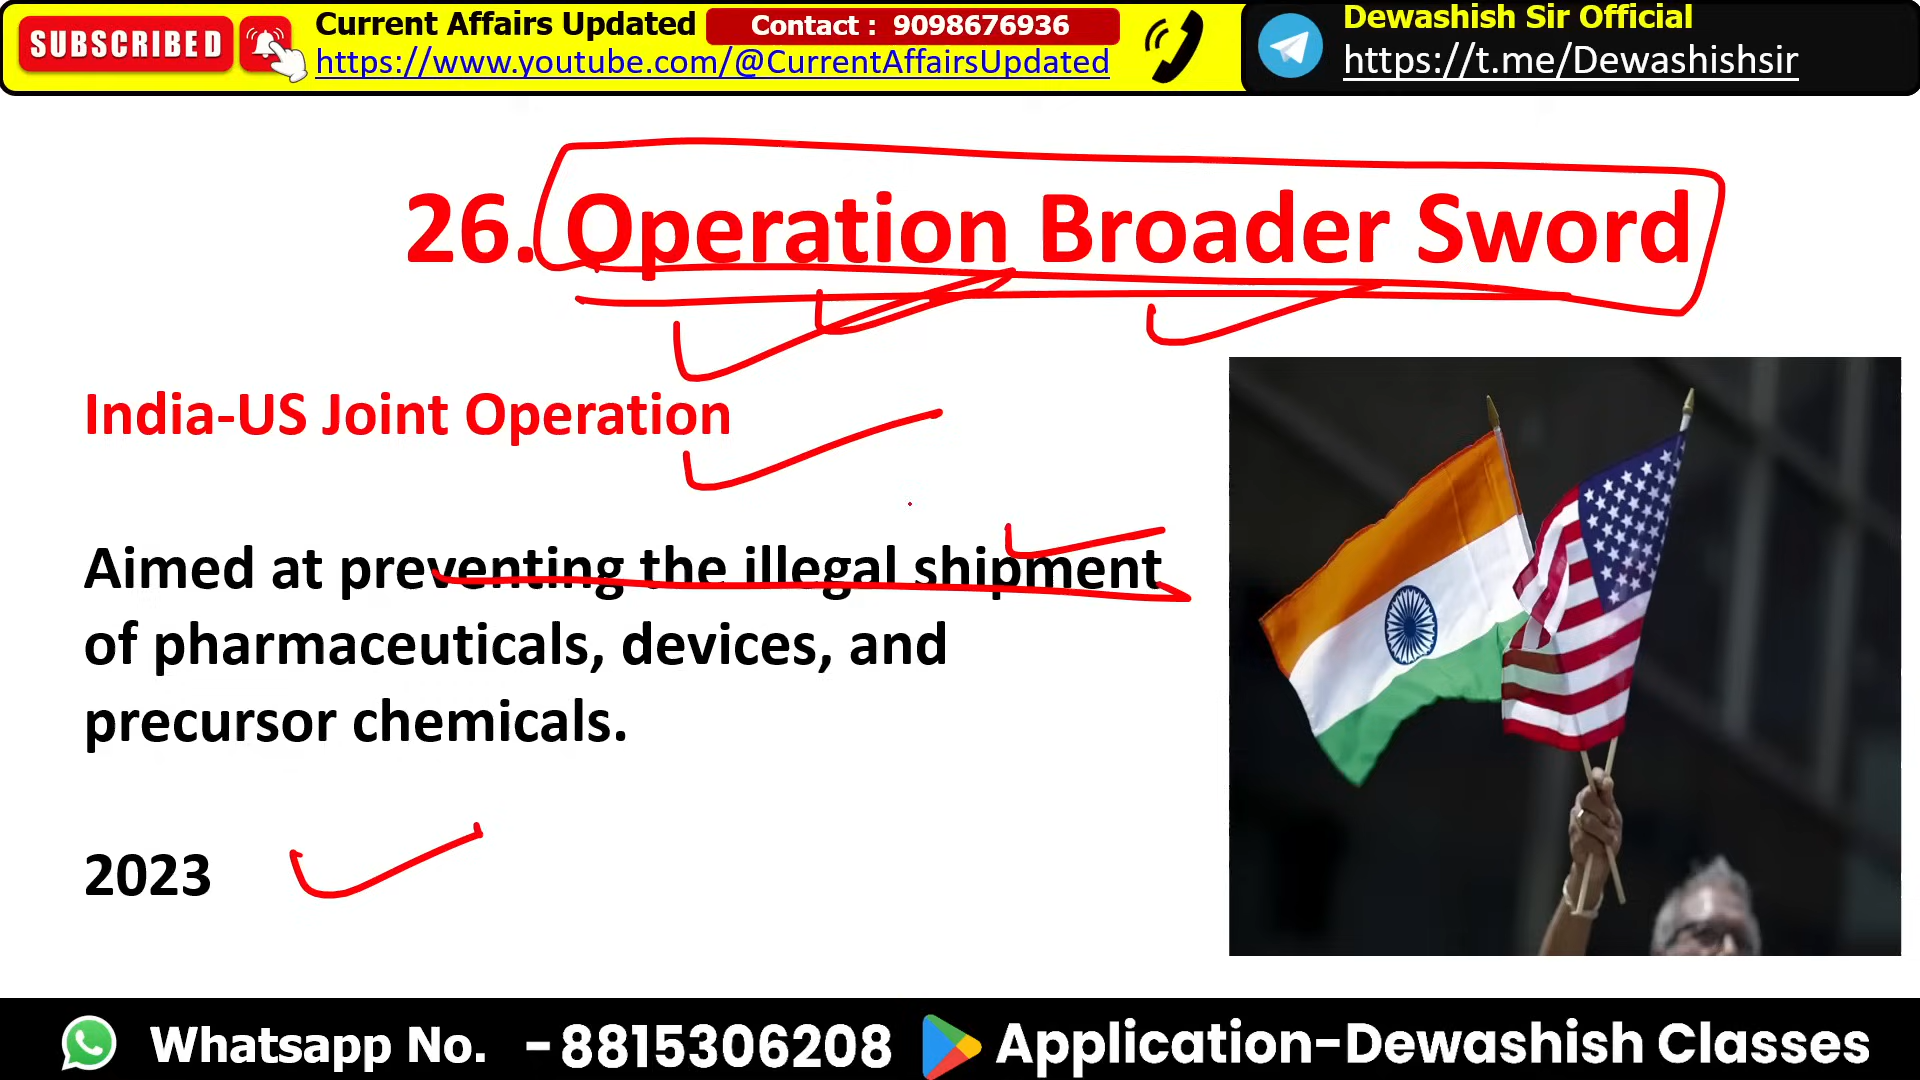 SUBSCRIBED
Current Affairs Updated
Contact : 9098676936
https://www.youtube.com/@CurrentAffairsUpdated
Dewashish Sir Official
https://t.me/Dewashishsir
26. Operation Broader Sword
India-US Joint Operation
Aimed at preventing the illegal shipment
of pharmaceuticals, devices, and
precursor chemicals.
2023
Whatsapp No. - 8815306208
Application-Dewashish Classes